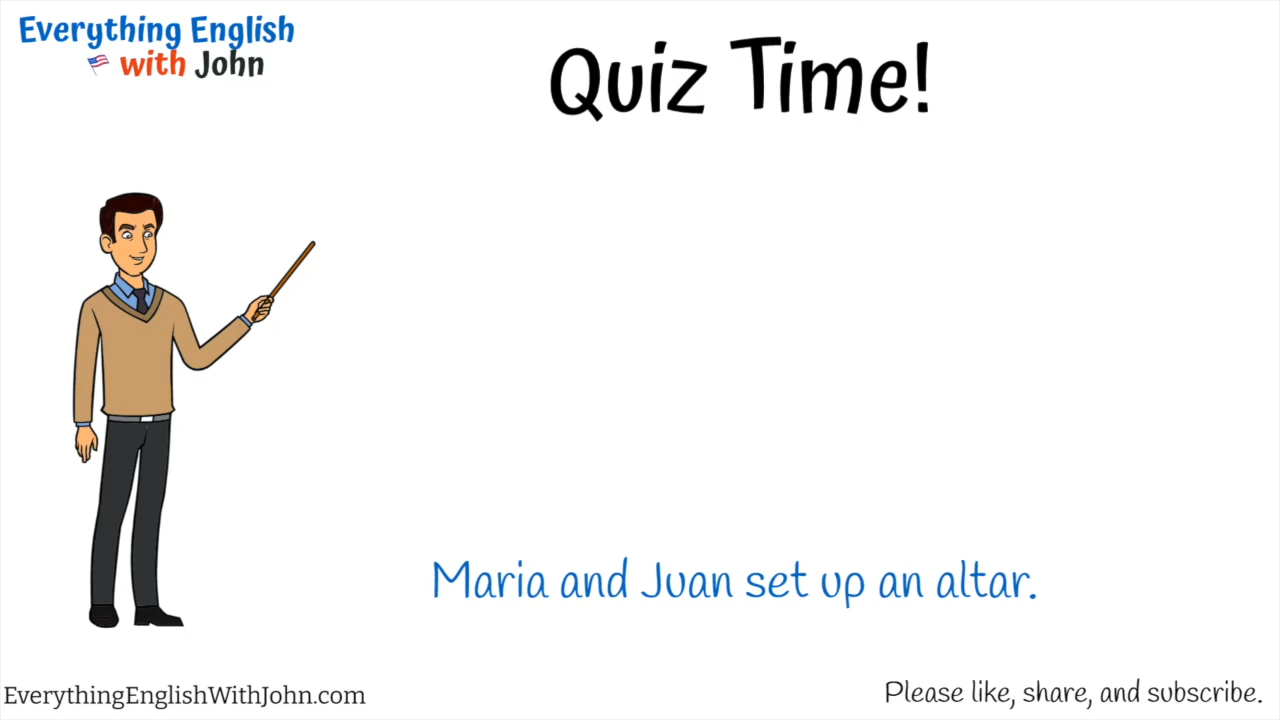 Everything English
with John
Quiz Time!
Maria and Juan set up an altar.
EverythingEnglishWithJohn.com
Please like, share, and subscribe.